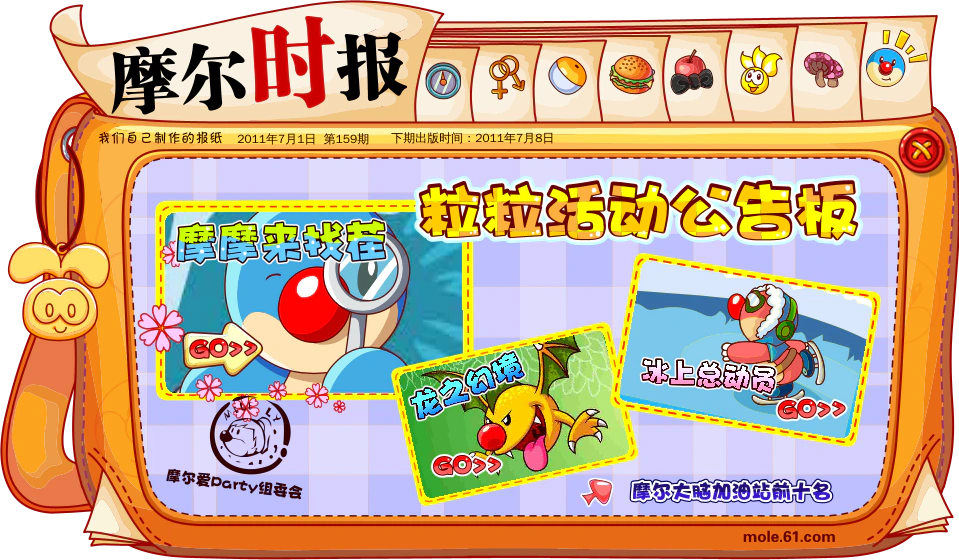 摩尔时报
我们自己制作的报纸 2011年7月1日 第159期 下期出版时间：2011年7月8日
粒粒活动公告板
摩摩来找茬
GO>>
龙之幻境
GO>>
冰上总动员
GO>>
摩尔爱Party组委会
摩尔大脑加油站前十名
mole.61.com